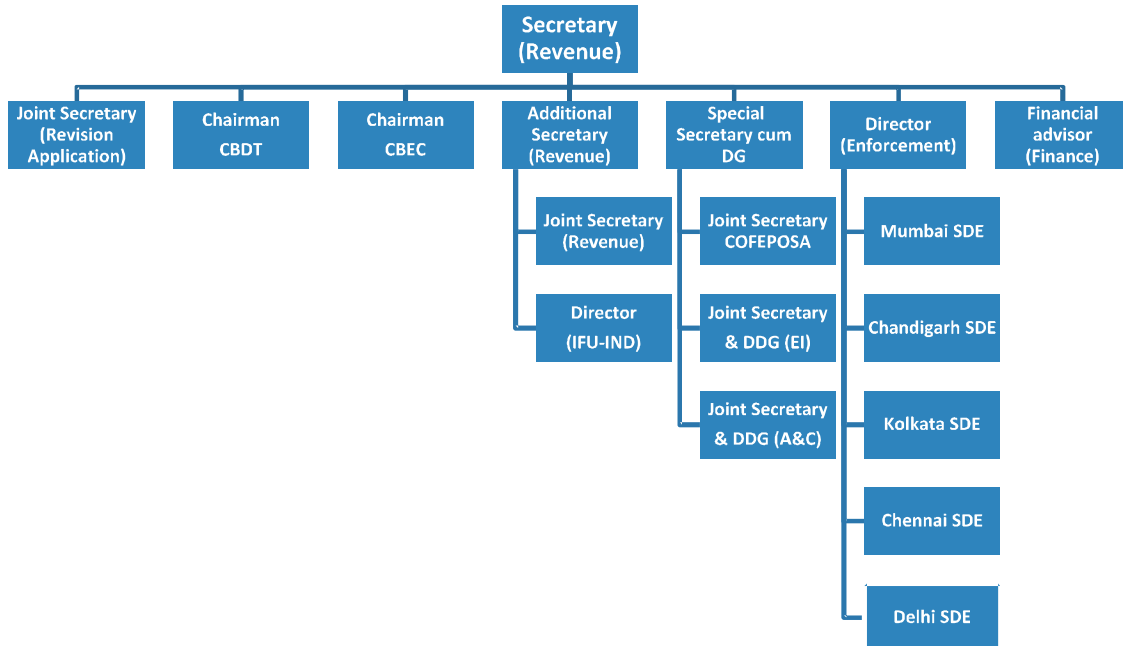 Secretary
(Revenue)
Joint Secretary
(Revision
Application)
Chairman
CBDT
Chairman
CBEC
Additional
Secretary
(Revenue)
Special
Secretary cum
DG
Director
(Enforcement)
Financial
advisor
(Finance)
Joint Secretary
(Revenue)
Director
(IFU-IND)
Joint Secretary
COFEPOSA
Joint Secretary
& DDG (EI)
Joint Secretary
& DDG (A&C)
Mumbai SDE
Chandigarh SDE
Kolkata SDE
Chennai SDE
Delhi SDE